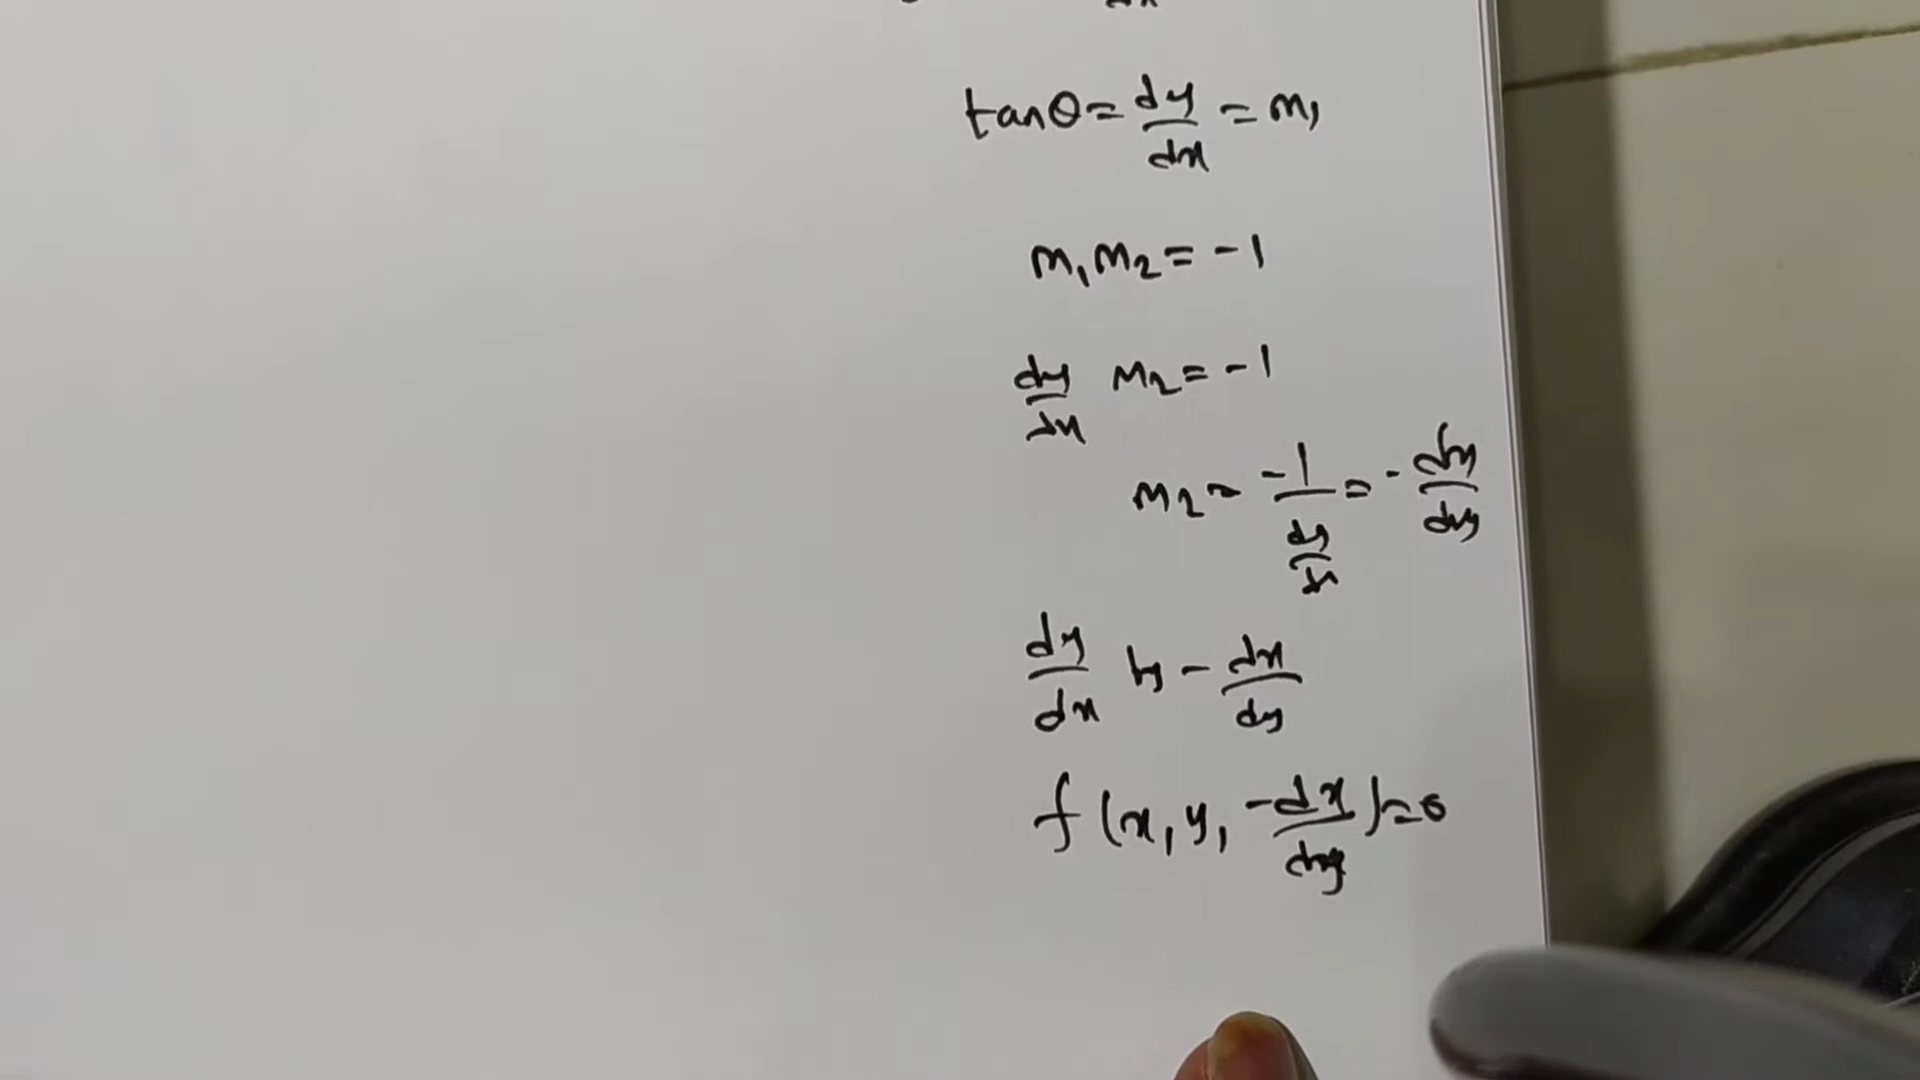 tanθ = dy/dx = m₁
m₁m₂ = -1
dy/dx m₂ = -1
m₂ = -1/(dy/dx) = -dx/dy
dy/dx by -dx/dy
f(x, y, -dx/dy) = 0